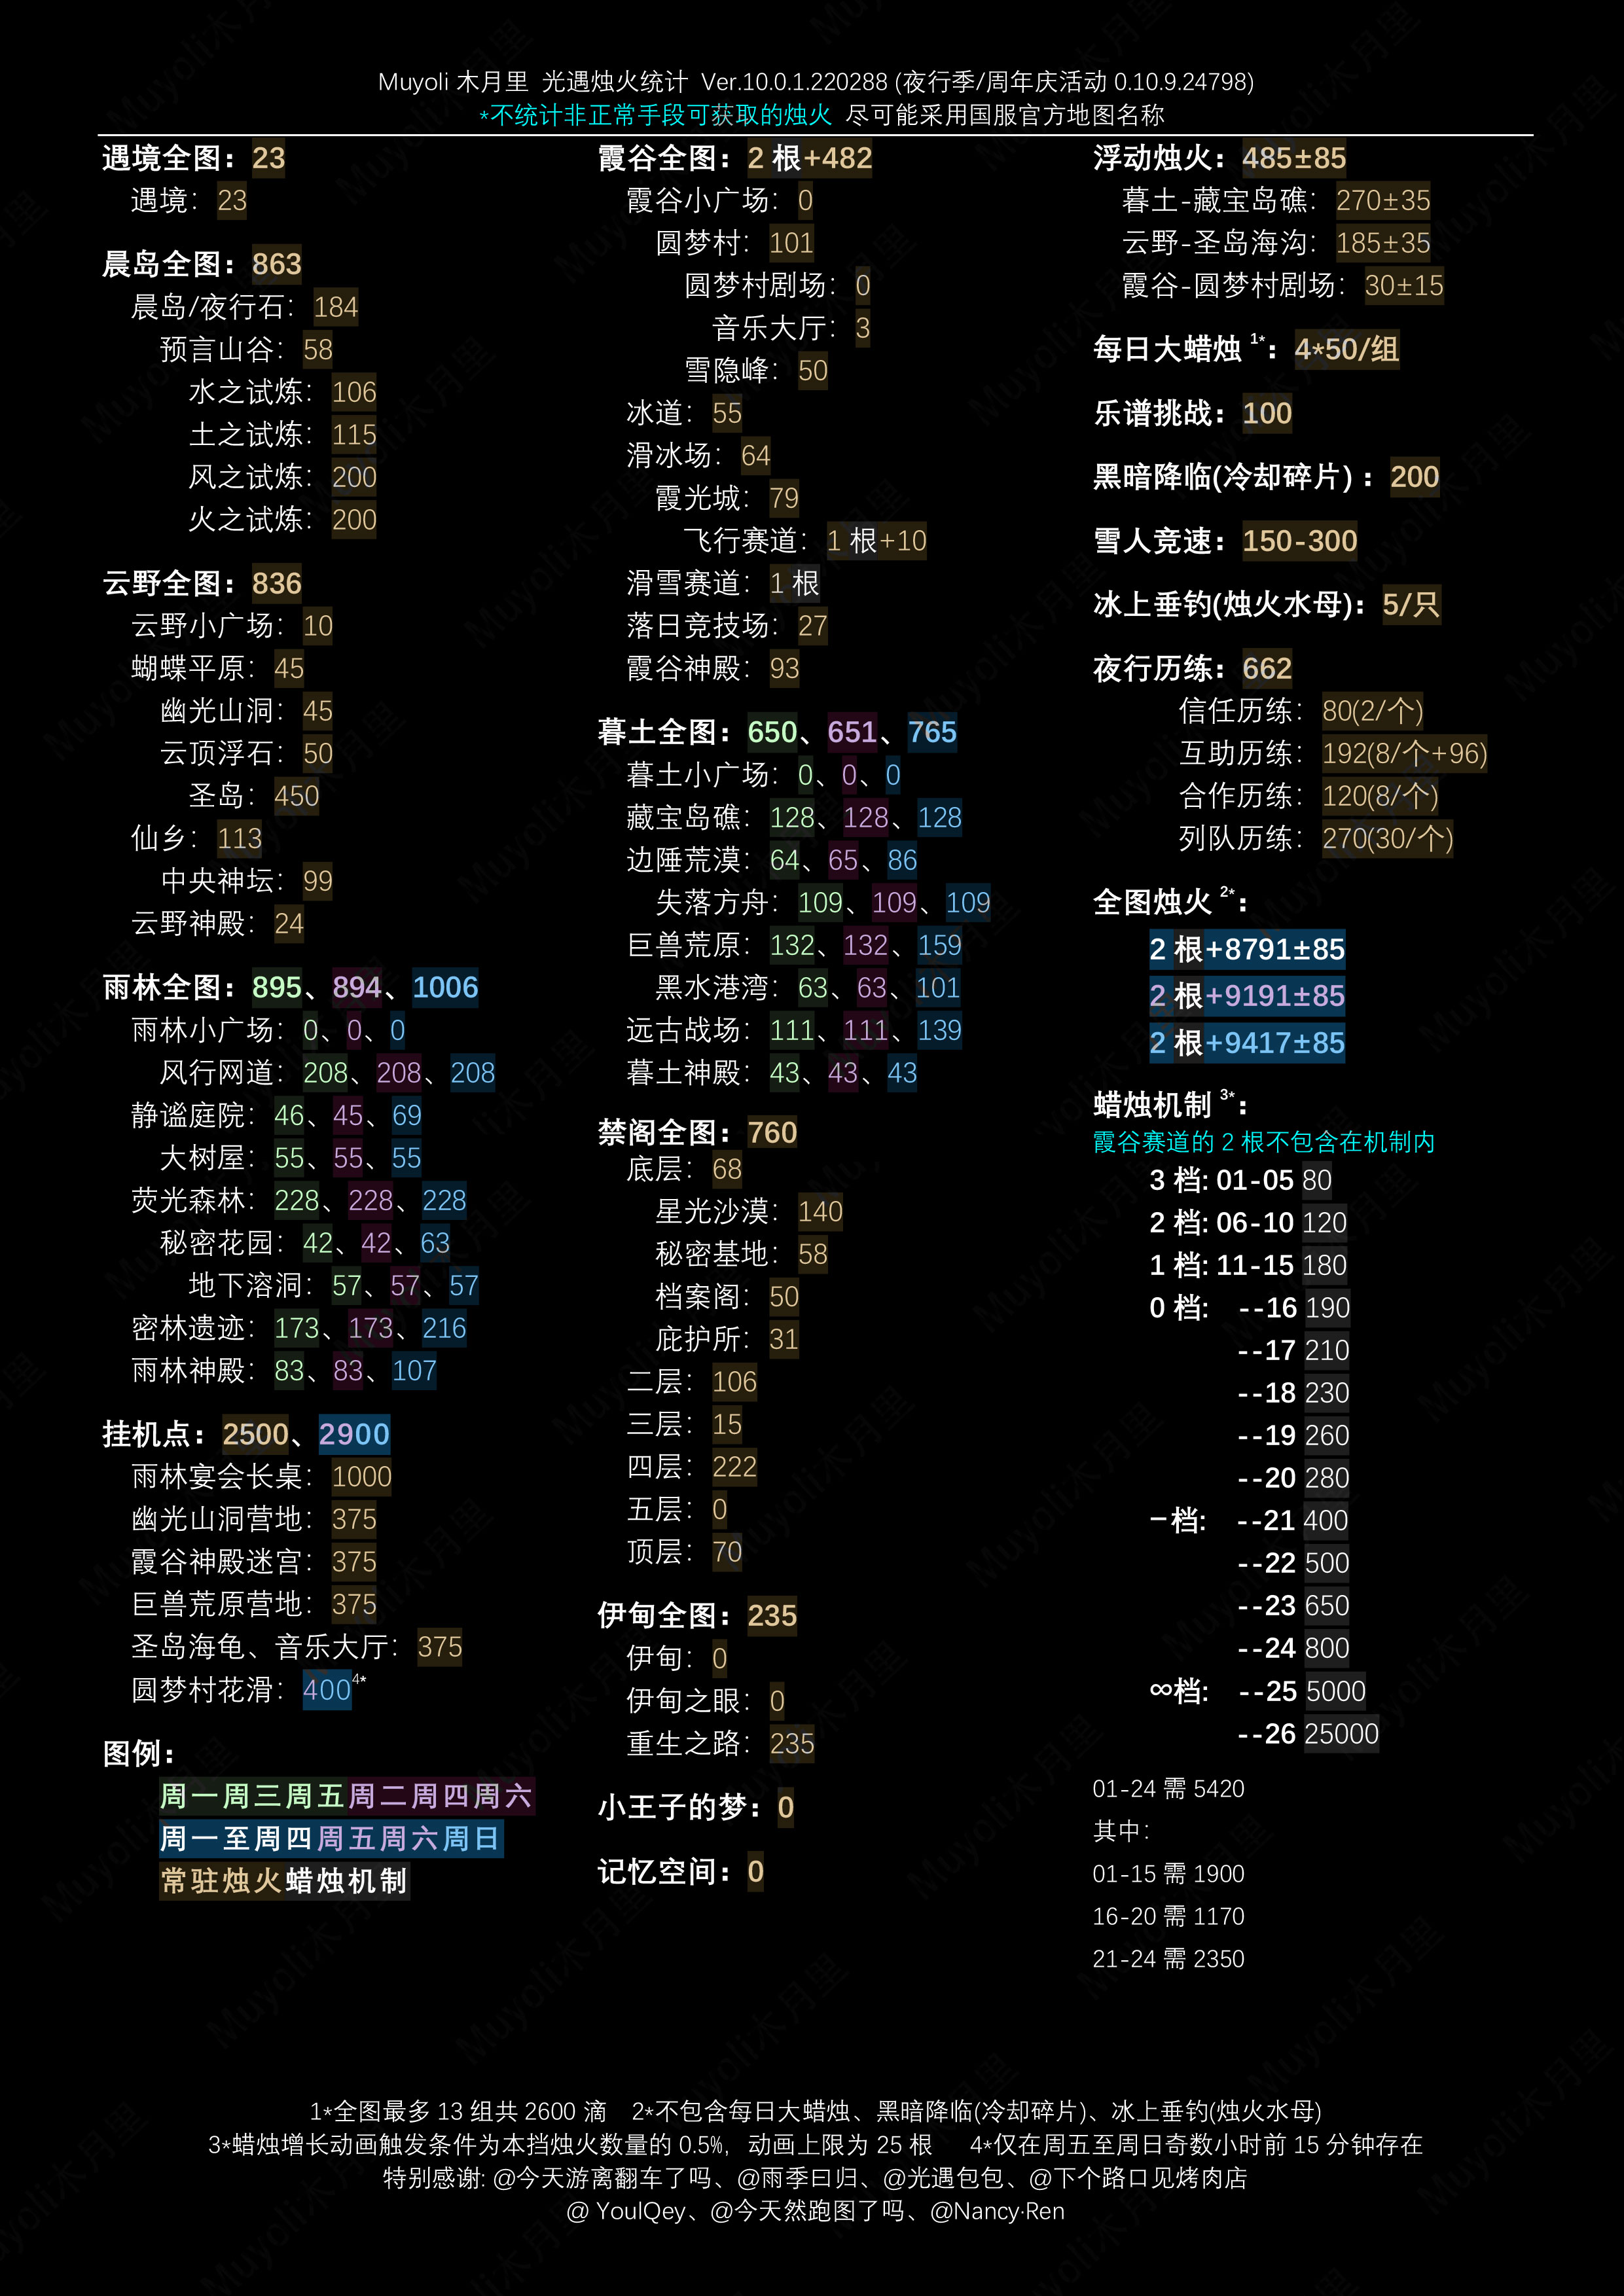 Muyoli 木月里 光遇烛火统计 Ver.10.0.1.220288 (夜行季/周年庆活动 0.10.9.24798)
*不统计非正常手段可获取的烛火 尽可能采用国服官方地图名称
遇境全图：23
遇境：23
晨岛全图：863
晨岛/夜行石：184
预言山谷：58
水之试炼：106
土之试炼：115
风之试炼：200
火之试炼：200
云野全图：836
云野小广场：10
蝴蝶平原：45
幽光山洞：45
云顶浮石：50
圣岛：450
仙乡：113
中央神坛：99
云野神殿：24
雨林全图：895、894、1006
雨林小广场：0、0、0
风行网道：208、208、208
静谧庭院：46、45、69
大树屋：55、55、55
荧光森林：228、228、228
秘密花园：42、42、63
地下溶洞：57、57、57
密林遗迹：173、173、216
雨林神殿：83、83、107
挂机点：2500、2900
雨林宴会长桌：1000
幽光山洞营地：375
霞谷神殿迷宫：375
巨兽荒原营地：375
圣岛海龟、音乐大厅：375
圆梦村花滑：400 4*
图例：
周一周三周五周二周四周六
周一至周四周五周六周日
常驻烛火蜡烛机制
霞谷全图：2 根+482
霞谷小广场：0
圆梦村：101
圆梦村剧场：0
音乐大厅：3
雪隐峰：50
冰道：55
滑冰场：64
霞光城：79
飞行赛道：1 根+10
滑雪赛道：1 根
落日竞技场：27
霞谷神殿：93
暮土全图：650、651、765
暮土小广场：0、0、0
藏宝岛礁：128、128、128
边陲荒漠：64、65、86
失落方舟：109、109、109
巨兽荒原：132、132、159
黑水港湾：63、63、101
远古战场：111、111、139
暮土神殿：43、43、43
禁阁全图：760
底层：68
星光沙漠：140
秘密基地：58
档案阁：50
庇护所：31
二层：106
三层：15
四层：222
五层：0
顶层：70
伊甸全图：235
伊甸：0
伊甸之眼：0
重生之路：235
小王子的梦：0
记忆空间：0
浮动烛火：485±85
暮土-藏宝岛礁：270±35
云野-圣岛海沟：185±35
霞谷-圆梦村剧场：30±15
每日大蜡烛 1*：4*50/组
乐谱挑战：100
黑暗降临(冷却碎片)：200
雪人竞速：150-300
冰上垂钓(烛火水母)：5/只
夜行历练：662
信任历练：80(2/个)
互助历练：192(8/个+96)
合作历练：120(8/个)
列队历练：270(30/个)
全图烛火 2*：
2 根+8791±85
2 根+9191±85
2 根+9417±85
蜡烛机制 3*：
霞谷赛道的 2 根不包含在机制内
3 档: 01-05 80
2 档: 06-10 120
1 档: 11-15 180
0 档: --16 190
--17 210
--18 230
--19 260
--20 280
−档: --21 400
--22 500
--23 650
--24 800
∞档: --25 5000
--26 25000
01-24 需 5420
其中:
01-15 需 1900
16-20 需 1170
21-24 需 2350
1*全图最多 13 组共 2600 滴 2*不包含每日大蜡烛、黑暗降临(冷却碎片)、冰上垂钓(烛火水母)
3*蜡烛增长动画触发条件为本挡烛火数量的 0.5%，动画上限为 25 根 4*仅在周五至周日奇数小时前 15 分钟存在
特别感谢: @今天游离翻车了吗、@雨季曰归、@光遇包包、@下个路口见烤肉店
@ YoulQey、@今天然跑图了吗、@Nancy·Ren